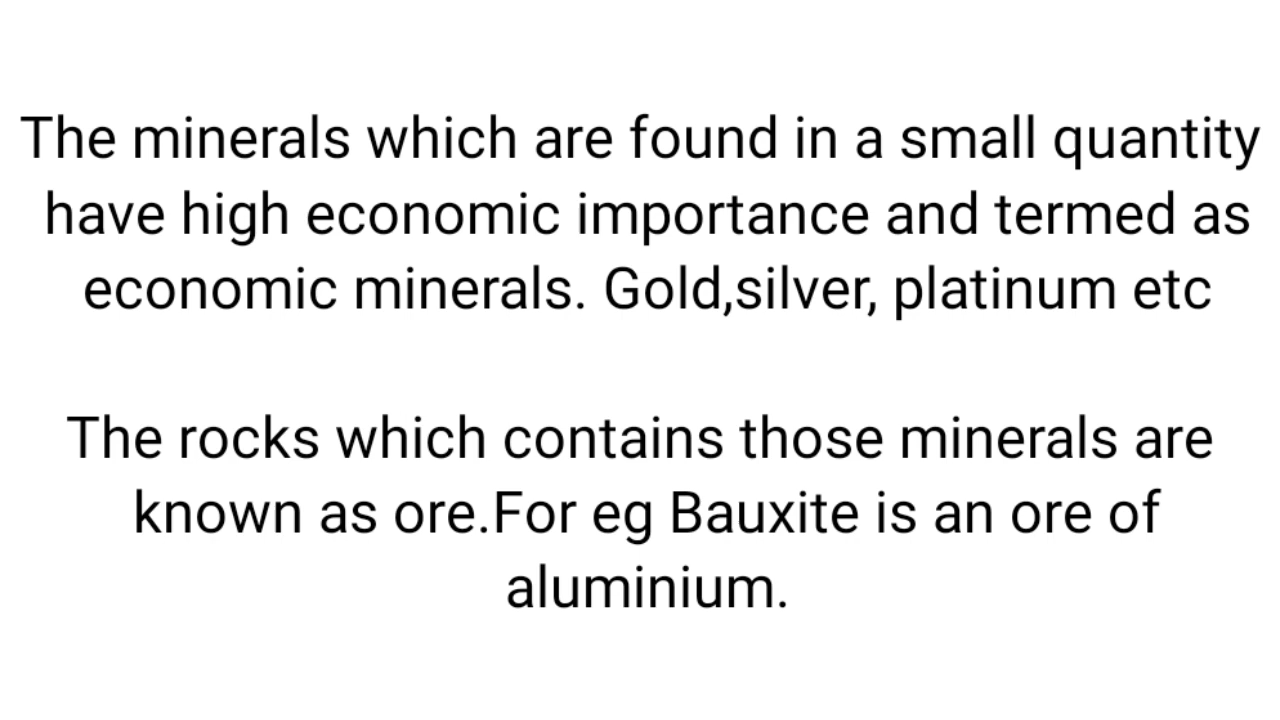 The minerals which are found in a small quantity
have high economic importance and termed as
economic minerals. Gold,silver, platinum etc
The rocks which contains those minerals are
known as ore.For eg Bauxite is an ore of
aluminium.